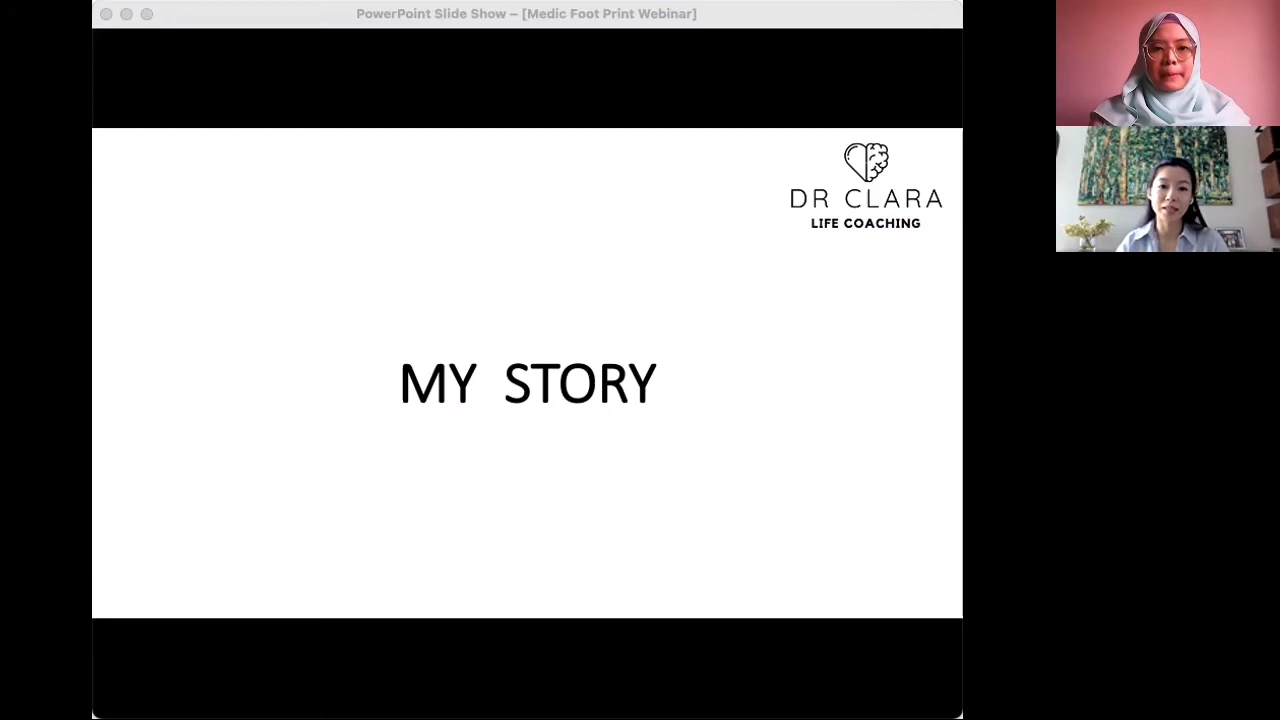 PowerPoint Slide Show – [Medic Foot Print Webinar]
DR CLARA
LIFE COACHING
MY STORY